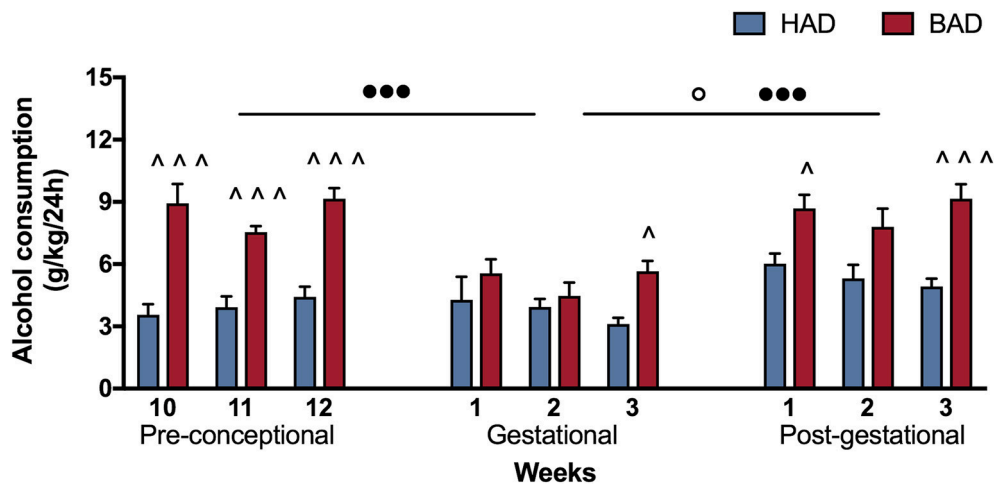 HAD BAD
15
12
9
6
3
0
Alcohol consumption
(g/kg/24h)
●●● ○ ●●●
^ ^ ^ ^ ^ ^ ^ ^ ^ ^ ^ ^ ^ ^
10 11 12 1 2 3 1 2 3
Pre-conceptional Gestational Post-gestational
Weeks